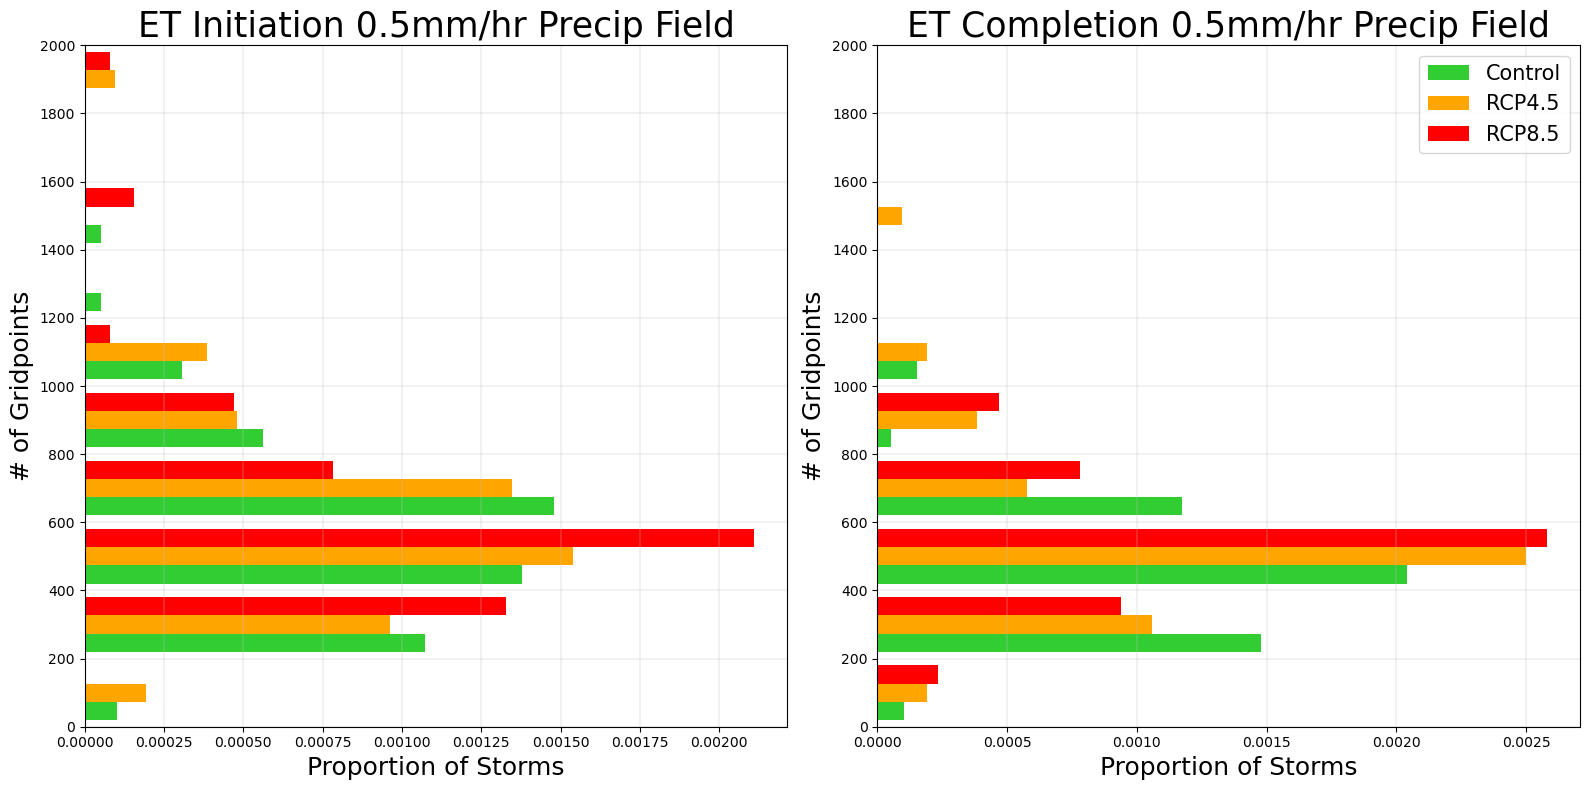 ET Initiation 0.5mm/hr Precip Field
# of Gridpoints
2000
1800
1600
1400
1200
1000
800
600
400
200
0
0.00000 0.00025 0.00050 0.00075 0.00100 0.00125 0.00150 0.00175 0.00200
Proportion of Storms
ET Completion 0.5mm/hr Precip Field
Control
RCP4.5
RCP8.5
# of Gridpoints
2000
1800
1600
1400
1200
1000
800
600
400
200
0
0.0000 0.0005 0.0010 0.0015 0.0020 0.0025
Proportion of Storms